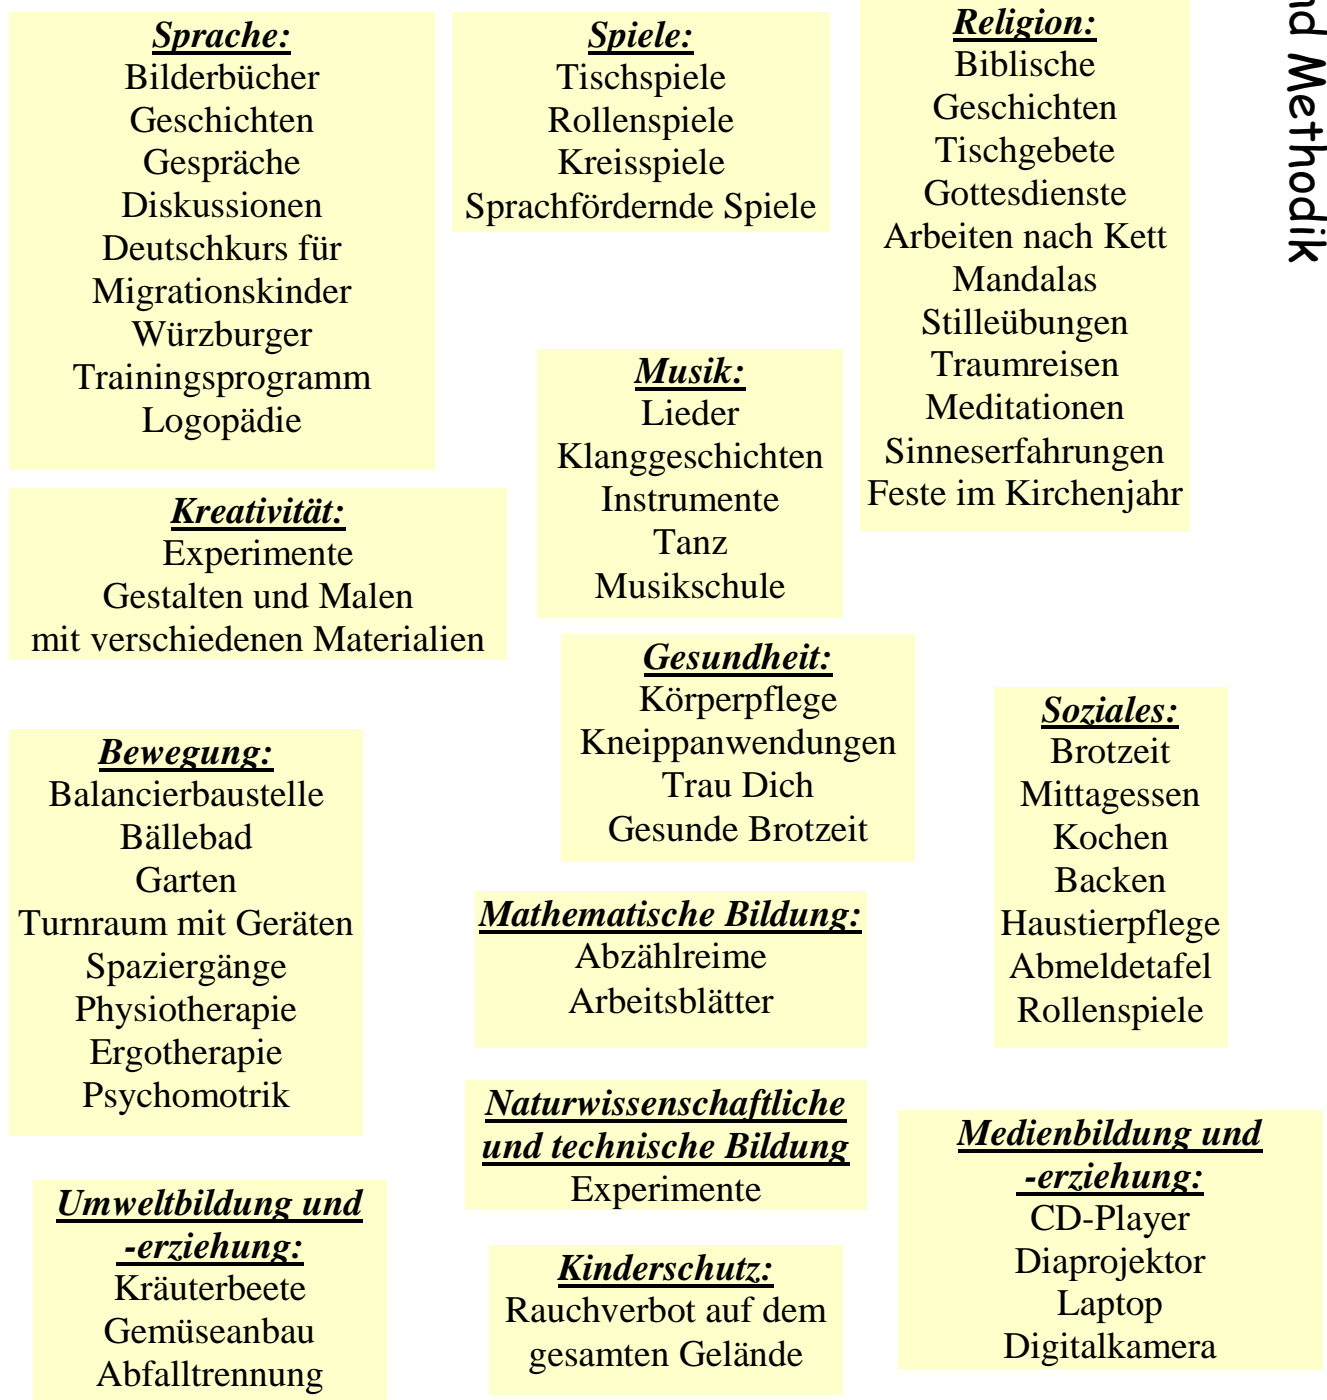 Sprache:
Bilderbücher
Geschichten
Gespräche
Diskussionen
Deutschkurs für
Migrationskinder
Würzburger
Trainingsprogramm
Logopädie
Spiele:
Tischspiele
Rollenspiele
Kreisspiele
Sprachfördernde Spiele
Religion:
Biblische
Geschichten
Tischgebete
Gottesdienste
Arbeiten nach Kett
Mandalas
Stilleübungen
Traumreisen
Meditationen
Sinneserfahrungen
Feste im Kirchenjahr
Methodik
Musik:
Lieder
Klanggeschichten
Instrumente
Tanz
Musikschule
Kreativität:
Experimente
Gestalten und Malen
mit verschiedenen Materialien
Gesundheit:
Körperpflege
Kneippanwendungen
Trau Dich
Gesunde Brotzeit
Soziales:
Brotzeit
Mittagessen
Kochen
Backen
Haustierpflege
Abmeldetafel
Rollenspiele
Bewegung:
Balancierbaustelle
Bällebad
Garten
Turnraum mit Geräten
Spaziergänge
Physiotherapie
Ergotherapie
Psychomotrik
Mathematische Bildung:
Abzählreime
Arbeitsblätter
Naturwissenschaftliche
und technische Bildung
Experimente
Medienbildung und
-erziehung:
CD-Player
Diaprojektor
Laptop
Digitalkamera
Umweltbildung und
-erziehung:
Kräuterbeete
Gemüseanbau
Abfalltrennung
Kinderschutz:
Rauchverbot auf dem
gesamten Gelände